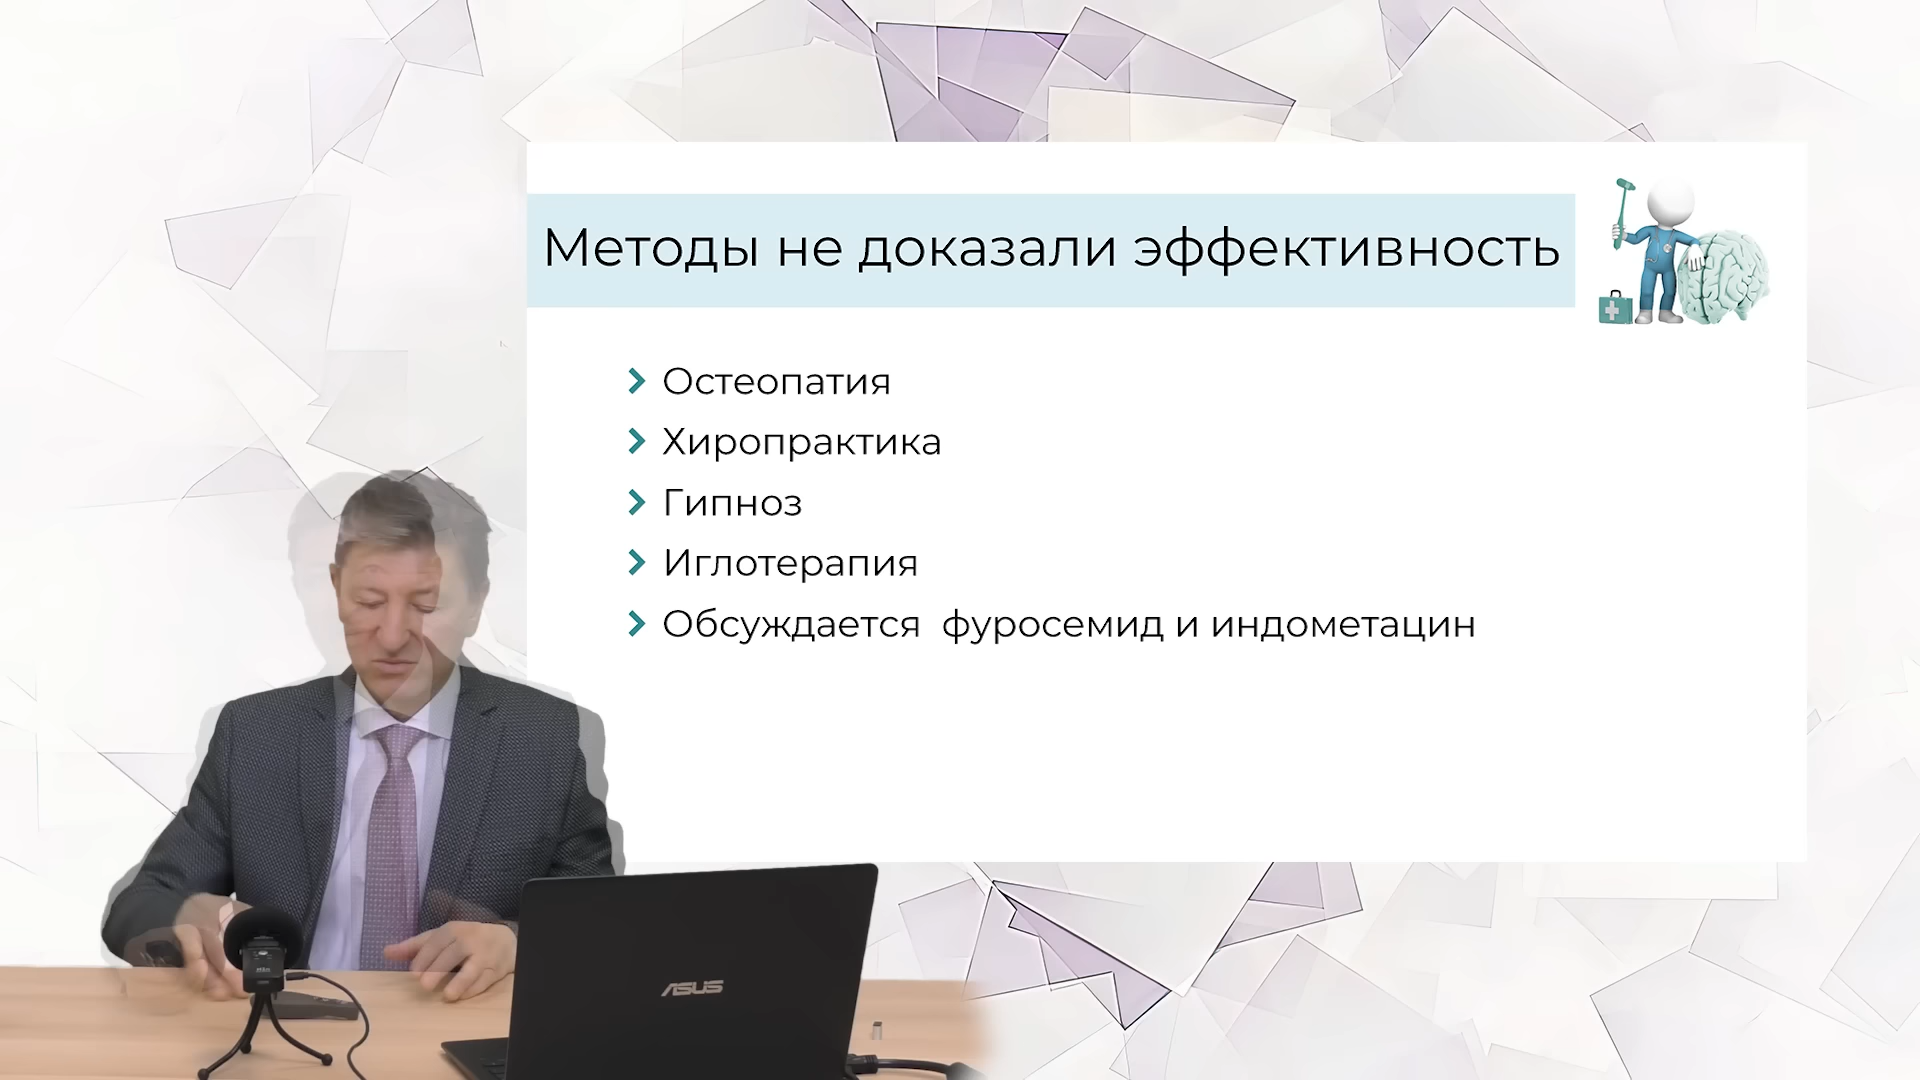 Методы не доказали эффективность
Остеопатия
Хиропрактика
Гипноз
Иглотерапия
Обсуждается фуросемид и индометацин
ASUS